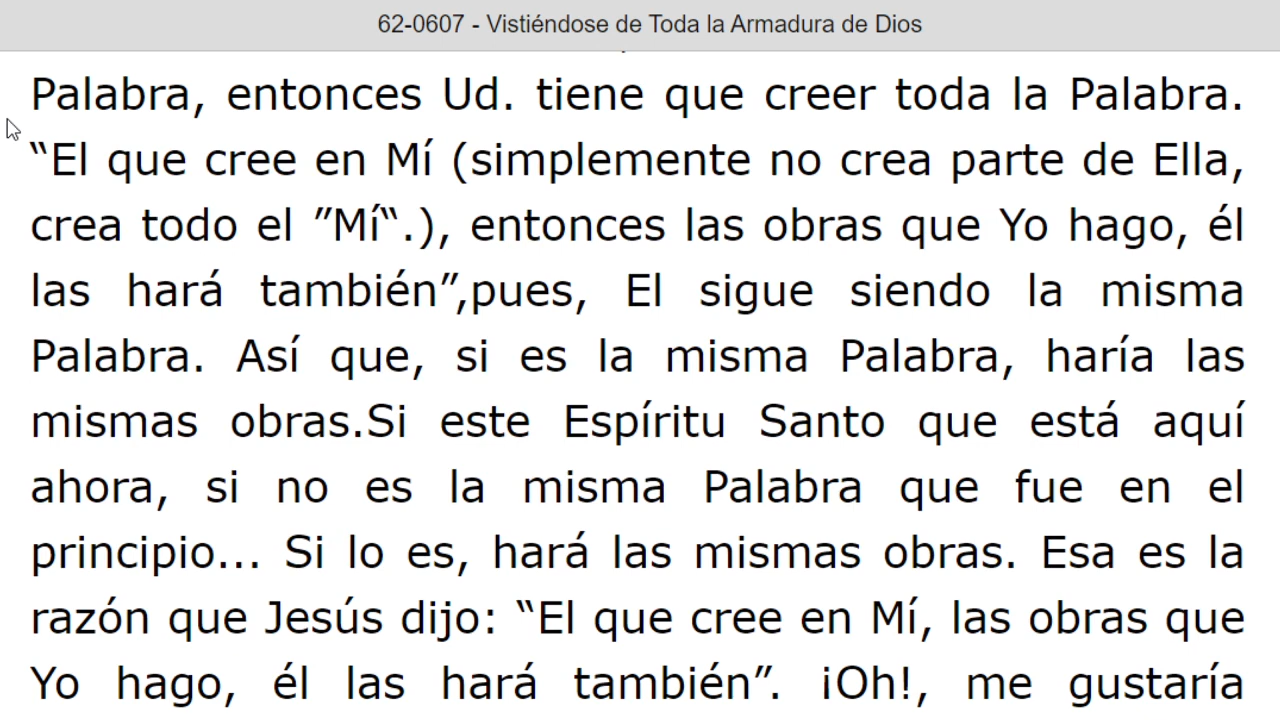 62-0607 - Vistiéndose de Toda la Armadura de Dios
Palabra, entonces Ud. tiene que creer toda la Palabra.
“El que cree en Mí (simplemente no crea parte de Ella,
crea todo el ”Mí“.), entonces las obras que Yo hago, él
las hará también”,pues, El sigue siendo la misma
Palabra. Así que, si es la misma Palabra, haría las
mismas obras.Si este Espíritu Santo que está aquí
ahora, si no es la misma Palabra que fue en el
principio... Si lo es, hará las mismas obras. Esa es la
razón que Jesús dijo: “El que cree en Mí, las obras que
Yo hago, él las hará también”. ¡Oh!, me gustaría